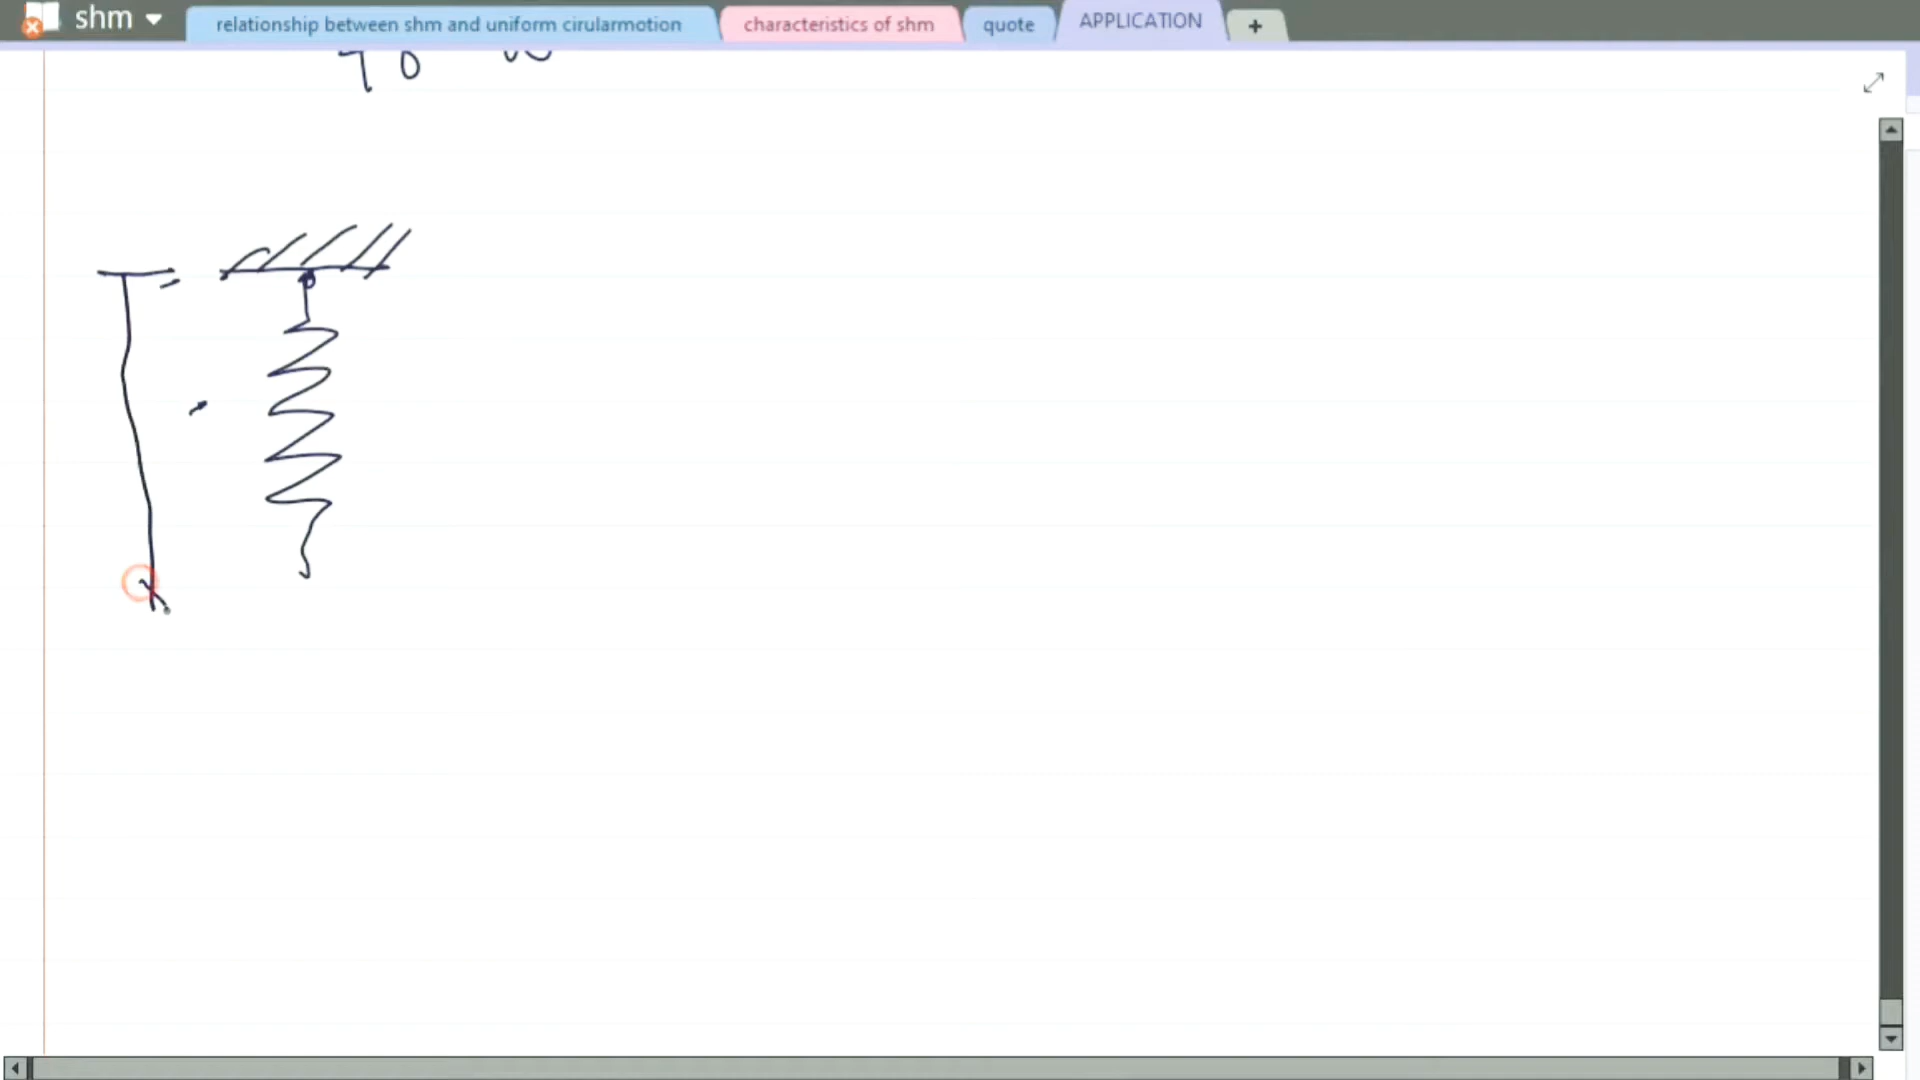 shm
relationship between shm and uniform cirularmotion
characteristics of shm
quote
APPLICATION
+